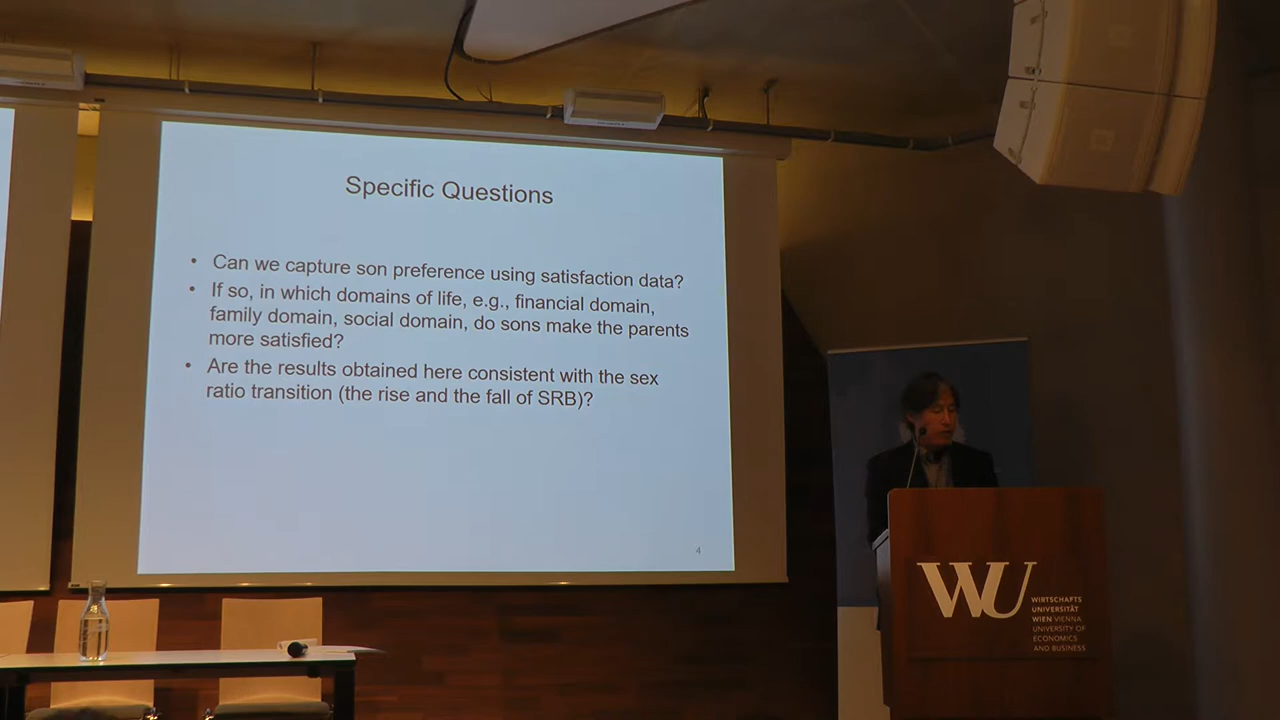 Specific Questions
• Can we capture son preference using satisfaction data?
• If so, in which domains of life, e.g., financial domain,
family domain, social domain, do sons make the parents
more satisfied?
• Are the results obtained here consistent with the sex
ratio transition (the rise and the fall of SRB)?
4
WU
WIRTSCHAFTS
UNIVERSITÄT
WIEN VIENNA
UNIVERSITY OF
ECONOMICS
AND BUSINESS